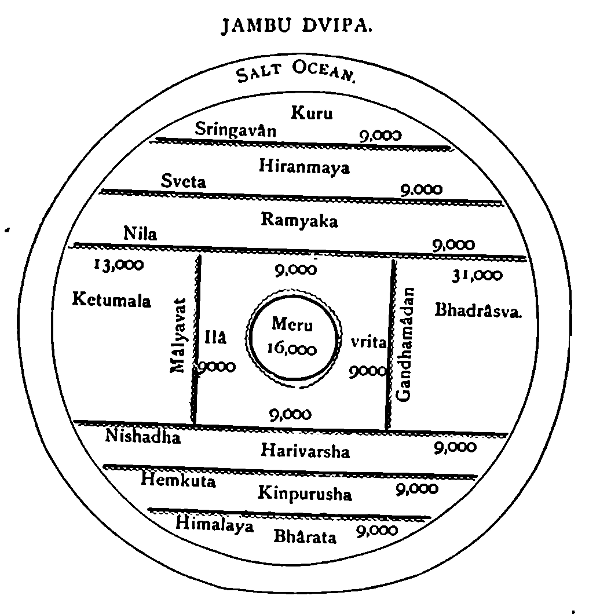 JAMBU DVIPA.
SALT OCEAN.
Kuru
Sringavân 9,000
Hiranmaya
Sveta 9,000
Ramyaka
Nila 9,000
13,000 9,000 31,000
Ketumala Mâlyavat Gandhamâdan Bhadrâsva.
Meru
Ilâ 16,000 vrita
9000 9000
9,000
Nishadha Harivarsha 9,000
Hemkuta Kinpurusha 9,000
Himalaya Bhârata 9,000